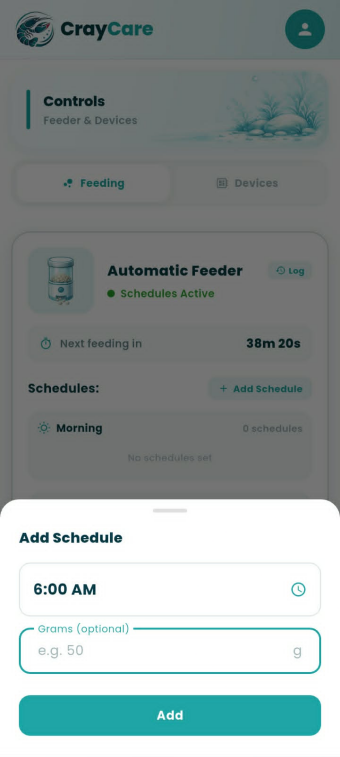 CrayCare
Controls
Feeder & Devices
Feeding
Devices
Automatic Feeder
Log
Schedules Active
Next feeding in
38m 20s
Schedules:
+ Add Schedule
Morning
0 schedules
No schedules set
Add Schedule
6:00 AM
Grams (optional)
e.g. 50
g
Add